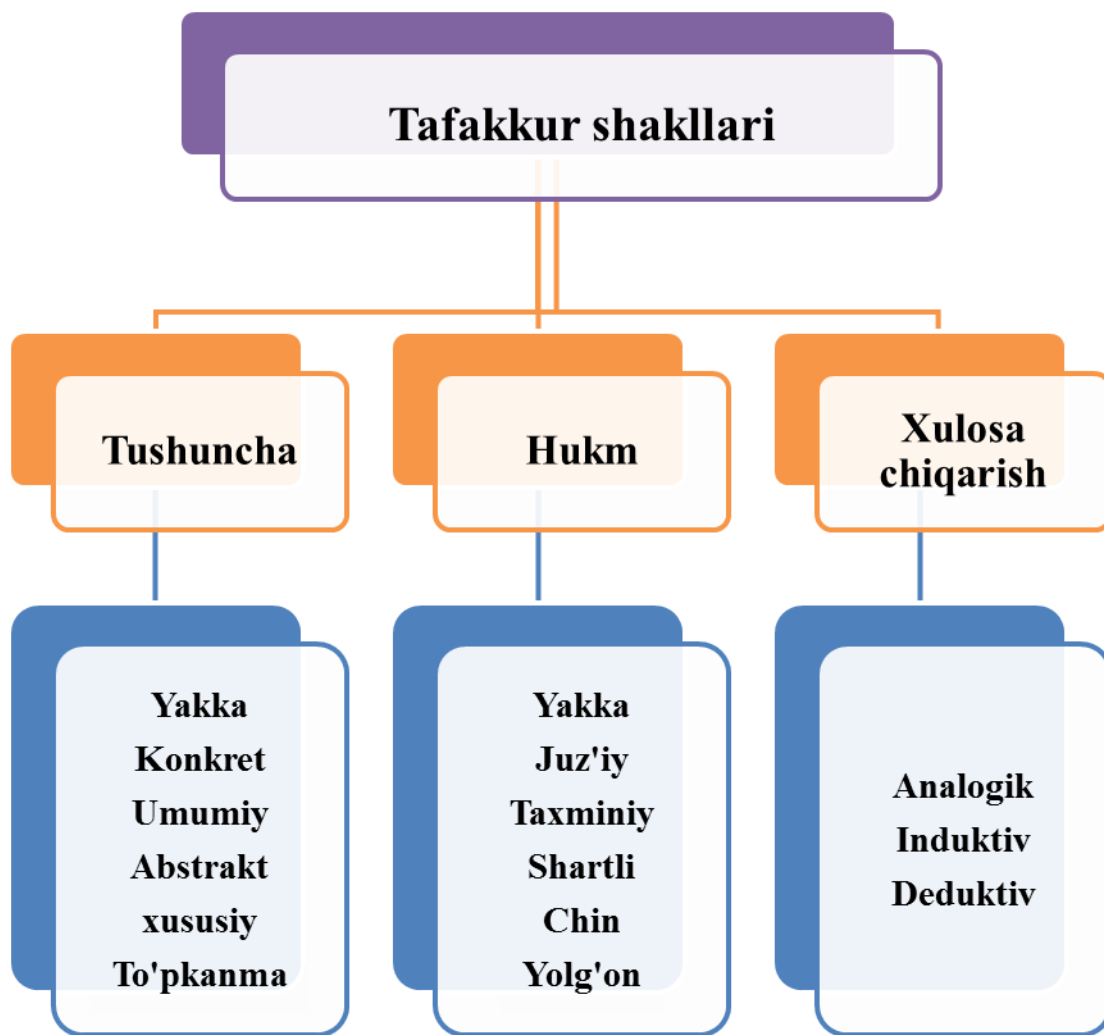 Tafakkur shakllari
Tushuncha
Hukm
Xulosa
chiqarish
Yakka
Konkret
Umumiy
Abstrakt
xususiy
To'pkanma
Yakka
Juz'iy
Taxminiy
Shartli
Chin
Yolg'on
Analogik
Induktiv
Deduktiv